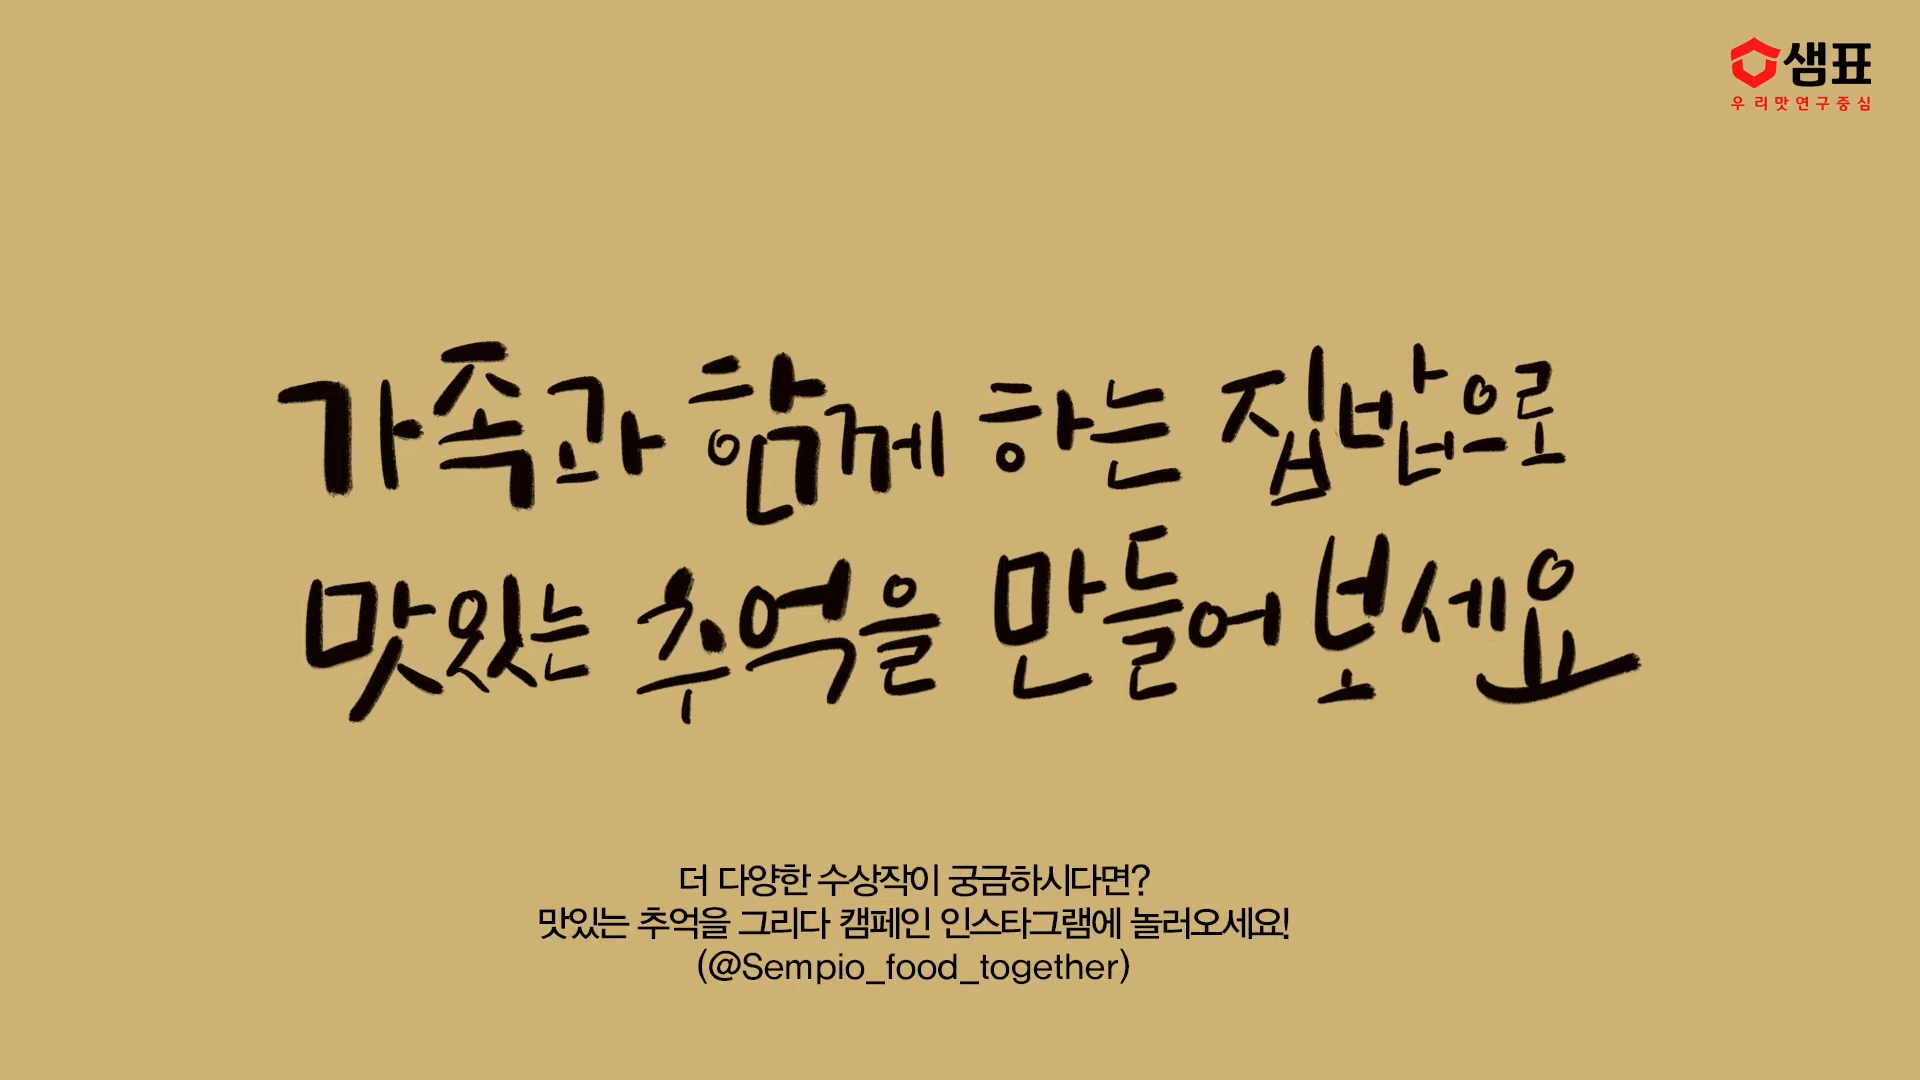 샘표
우리맛연구중심
가족과 함께 하는 집밥으로
맛있는 추억을 만들어 보세요
더 다양한 수상작이 궁금하시다면?
맛있는 추억을 그리다 캠페인 인스타그램에 놀러오세요!
(@Sempio_food_together)